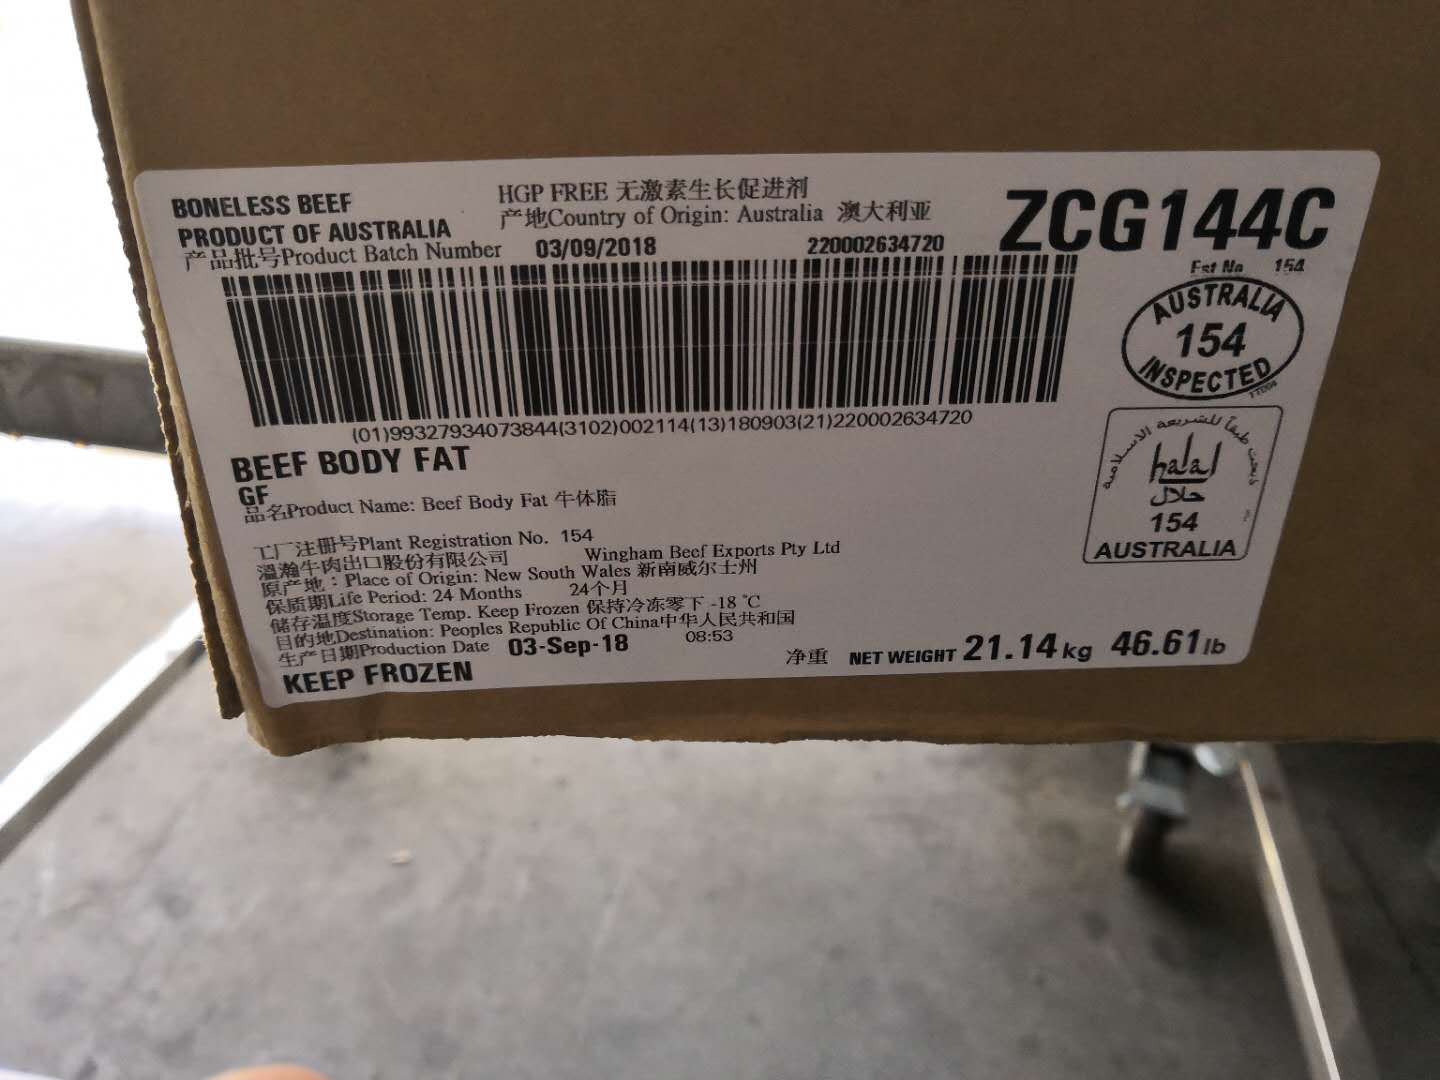 BONELESS BEEF
PRODUCT OF AUSTRALIA
HGP FREE 无激素生长促进剂
产地Country of Origin: Australia 澳大利亚
ZCG144C
产品批号Product Batch Number 03/09/2018 220002634720
Est No 154
AUSTRALIA
154
INSPECTED
(01)99327934073844(3102)002114(13)180903(21)220002634720
BEEF BODY FAT
GF
品名Product Name: Beef Body Fat 牛体脂
ذبحت طبقاً للشريعة الاسلامية
halal
حلال
154
AUSTRALIA
工厂注册号Plant Registration No. 154
溫瀚牛肉出口股份有限公司 Wingham Beef Exports Pty Ltd
原产地：Place of Origin: New South Wales 新南威尔士州
保质期Life Period: 24 Months 24个月
储存温度Storage Temp. Keep Frozen 保持冷冻零下 -18 °C
目的地Destination: Peoples Republic Of China中华人民共和国
生产日期Production Date 03-Sep-18 08:53
净重 NET WEIGHT 21.14 kg 46.61 lb
KEEP FROZEN